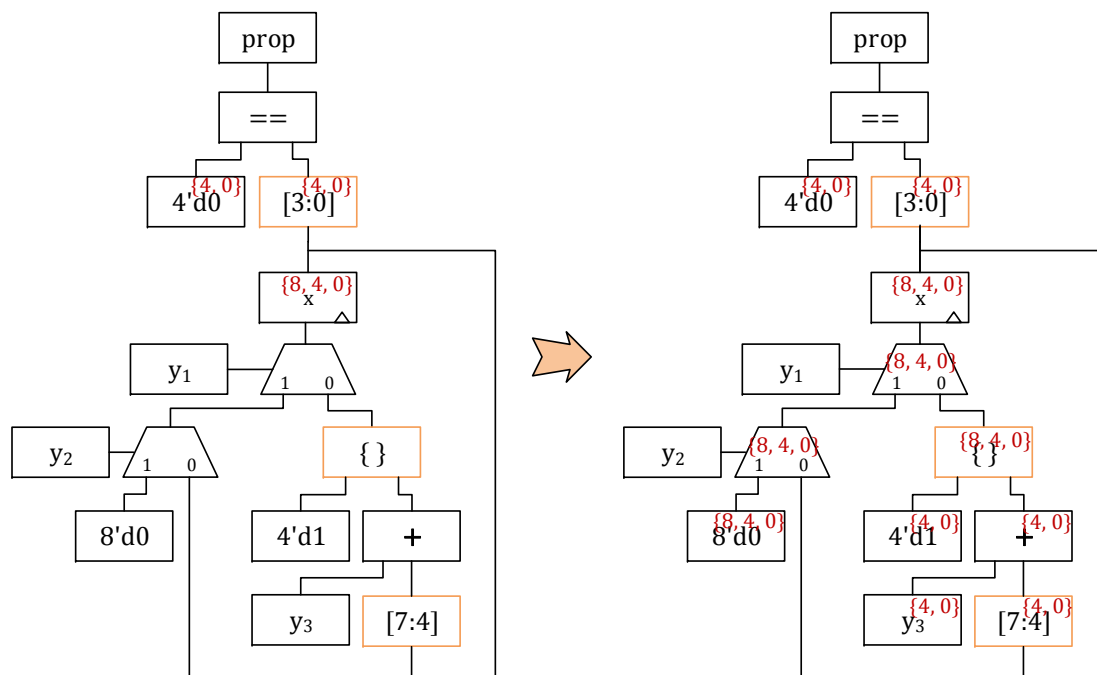 prop
==
{4, 0}
4'd0
{4, 0}
[3:0]
{8, 4, 0}
x
y₁
1 0
y₂
1 0
{ }
8'd0
4'd1
+
y₃
[7:4]
prop
==
{4, 0}
4'd0
{4, 0}
[3:0]
{8, 4, 0}
x
y₁
{8, 4, 0}
1 0
y₂
{8, 4, 0}
1 0
{8, 4, 0}
{ }
{8, 4, 0}
8'd0
{4, 0}
4'd1
{4, 0}
+
{4, 0}
y₃
{4, 0}
[7:4]